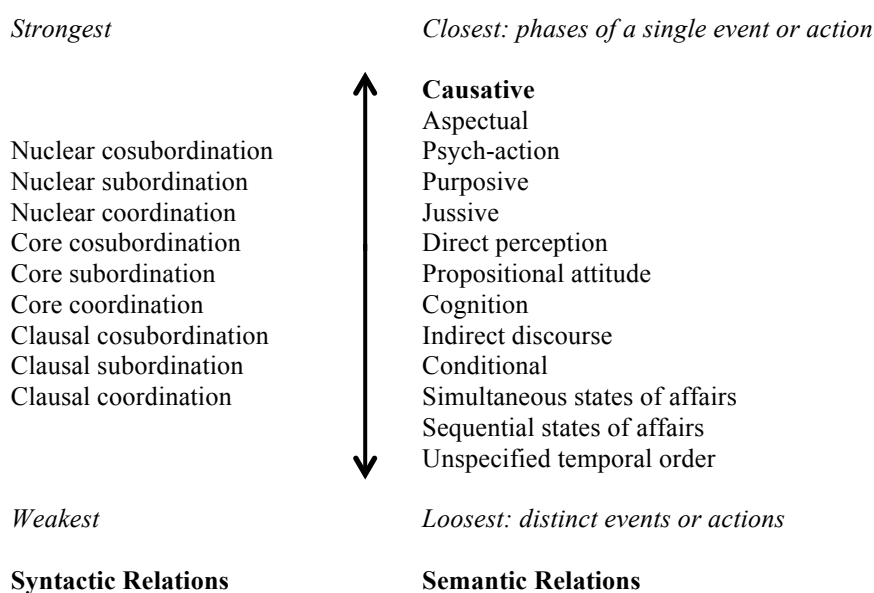 Strongest Closest: phases of a single event or action
Causative
Aspectual
Nuclear cosubordination Psych-action
Nuclear subordination Purposive
Nuclear coordination Jussive
Core cosubordination Direct perception
Core subordination Propositional attitude
Core coordination Cognition
Clausal cosubordination Indirect discourse
Clausal subordination Conditional
Clausal coordination Simultaneous states of affairs
Sequential states of affairs
Unspecified temporal order
Weakest Loosest: distinct events or actions
Syntactic Relations Semantic Relations